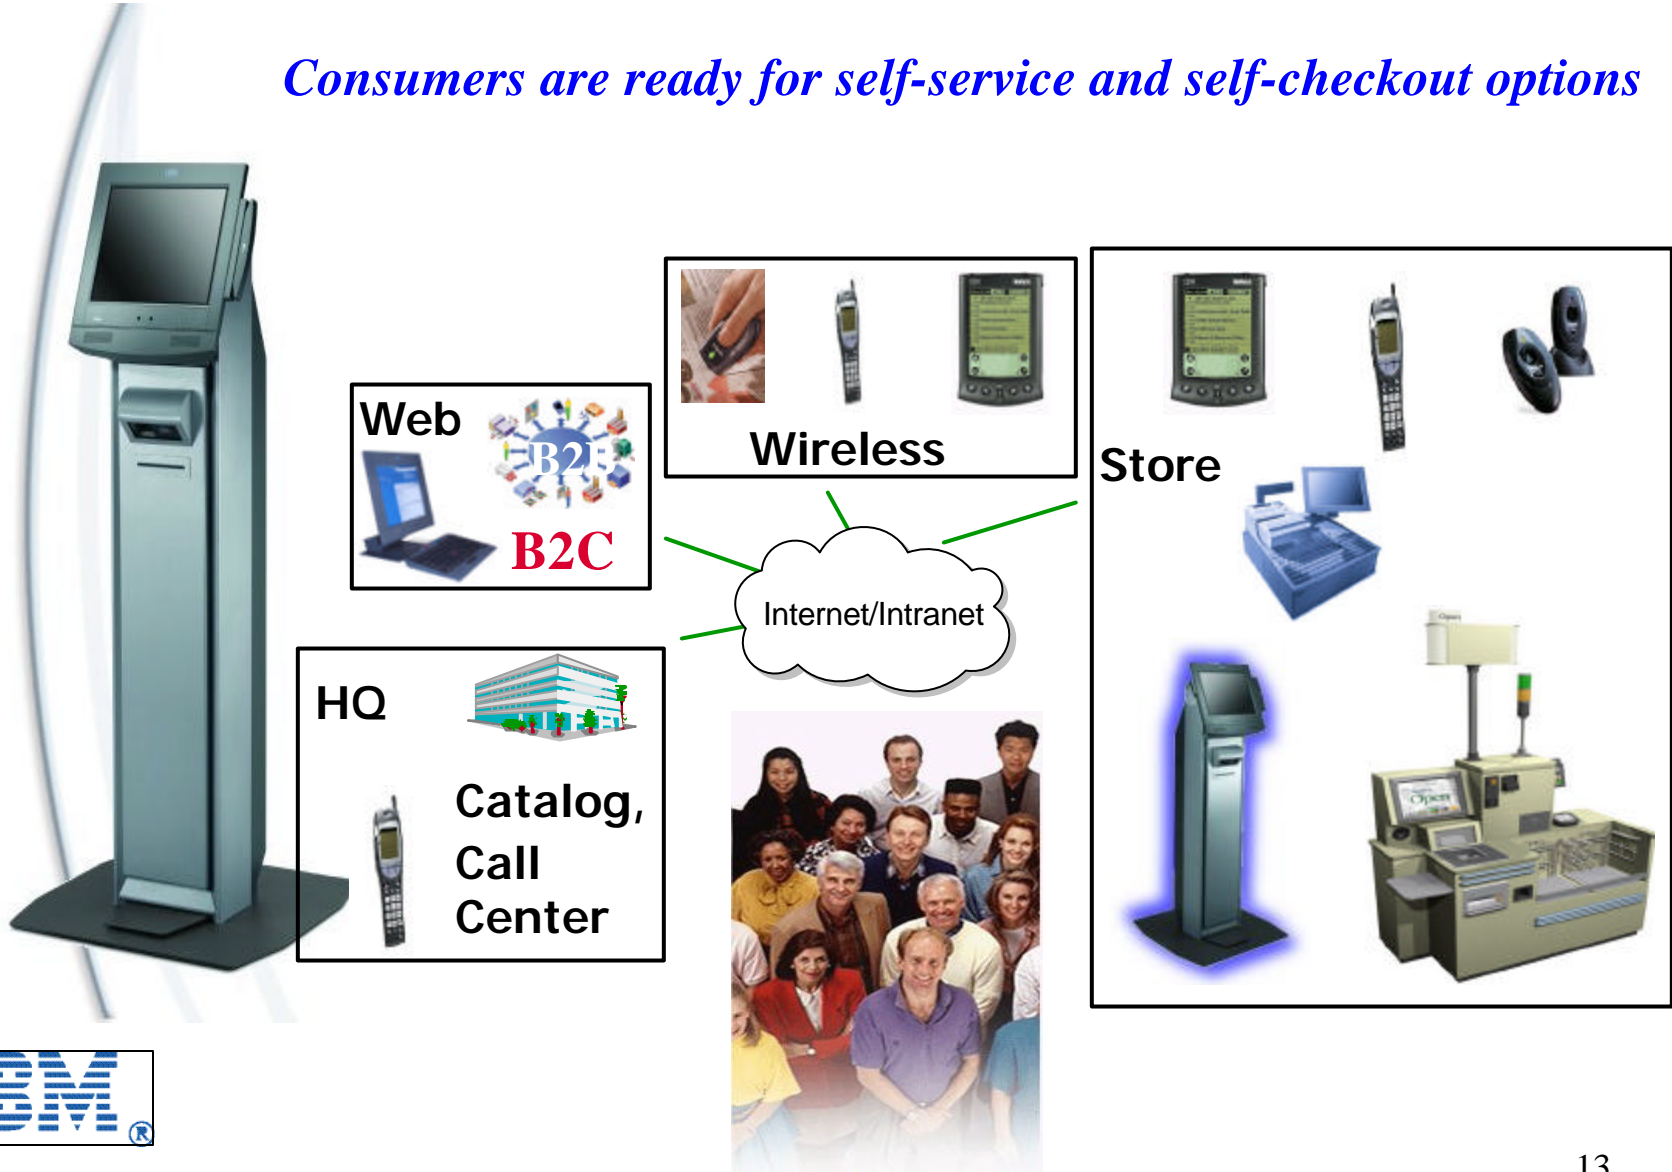 Consumers are ready for self-service and self-checkout options
Web
B2B
B2C
Wireless
Store
Internet/Intranet
HQ
Catalog,
Call
Center
Open
IBM®
13